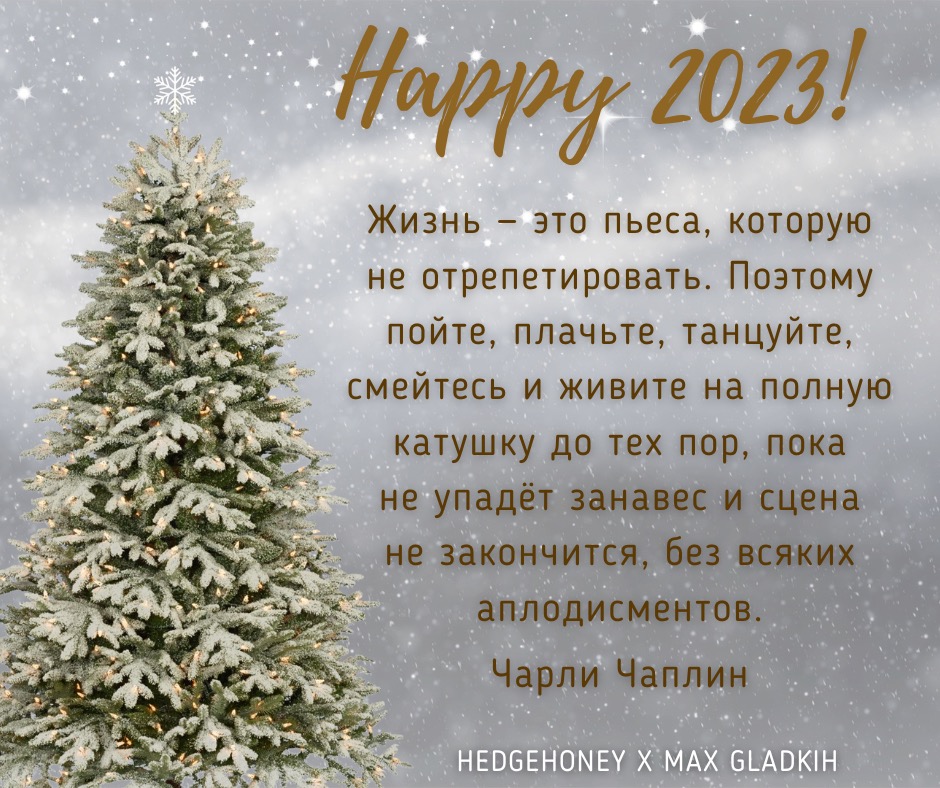 Happy 2023!
Жизнь – это пьеса, которую
не отрепетировать. Поэтому
пойте, плачьте, танцуйте,
смейтесь и живите на полную
катушку до тех пор, пока
не упадёт занавес и сцена
не закончится, без всяких
аплодисментов.
Чарли Чаплин
HEDGEHONEY X MAX GLADKIH